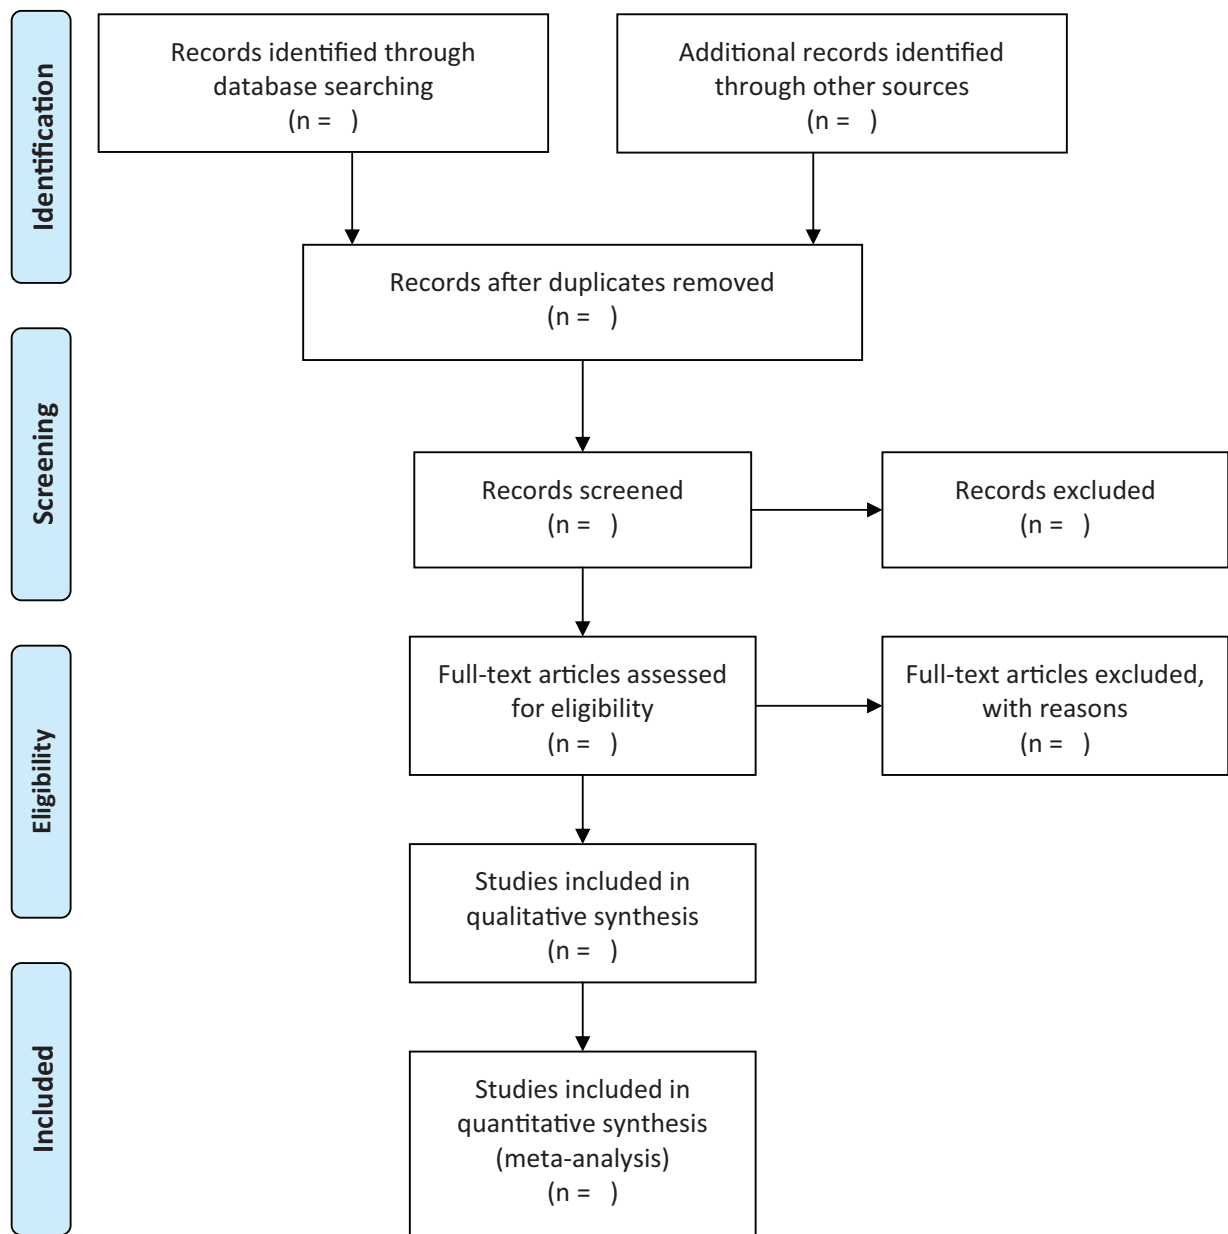 Identification
Records identified through
database searching
(n =   )
Additional records identified
through other sources
(n =   )
Records after duplicates removed
(n =   )
Screening
Records screened
(n =   )
Records excluded
(n =   )
Eligibility
Full-text articles assessed
for eligibility
(n =   )
Full-text articles excluded,
with reasons
(n =   )
Studies included in
qualitative synthesis
(n =   )
Included
Studies included in
quantitative synthesis
(meta-analysis)
(n =   )